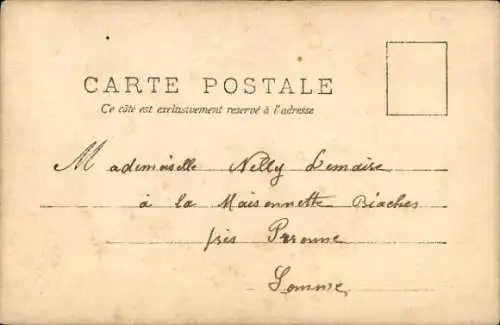 CARTE POSTALE
Ce côté est exclusivement reservé à l'adresse
Mademoiselle Nelly Lemaire
à la Maisonnette Biaches
près Péronne
Somme